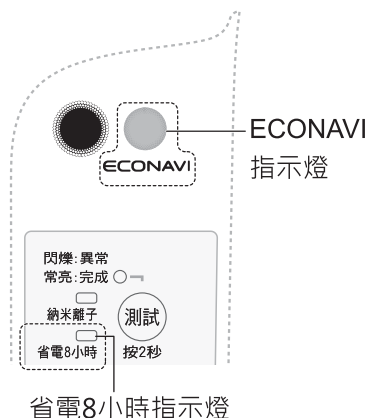 ECONAVI
指示燈
ECONAVI
閃爍:異常
常亮:完成
納米離子
測試
省電8小時
按2秒
省電8小時指示燈